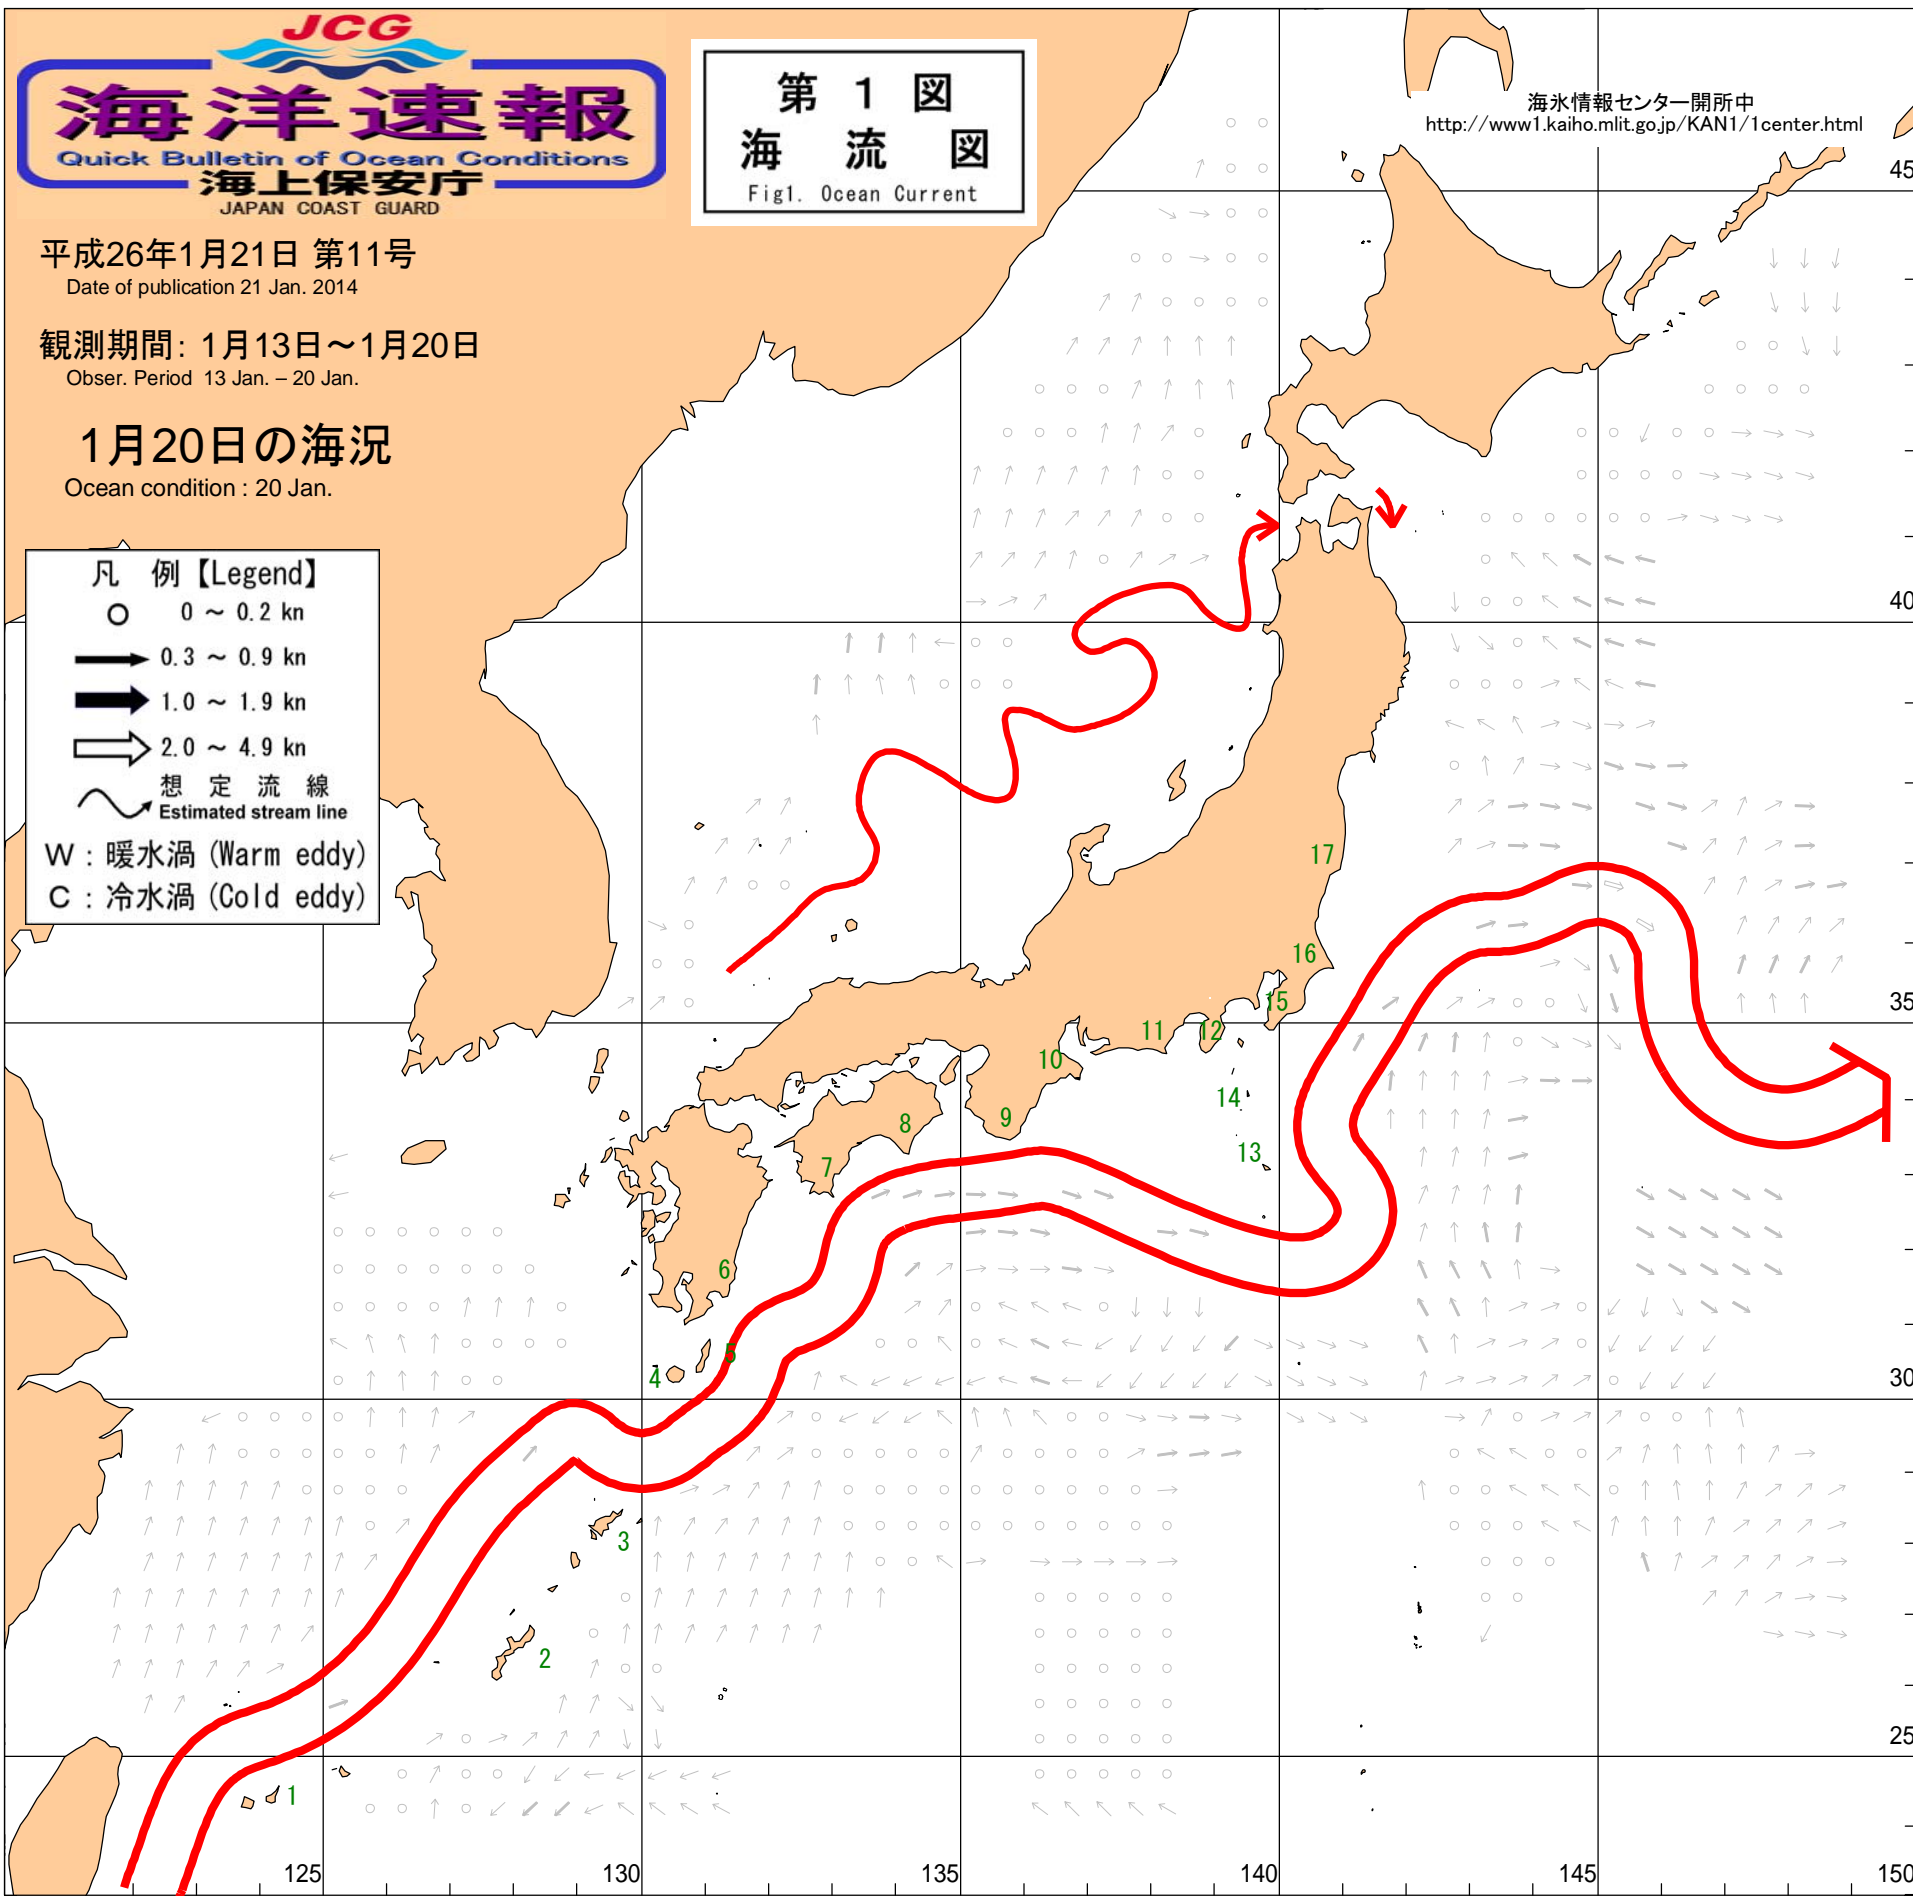 JCG
海洋速報
Quick Bulletin of Ocean Conditions
海上保安庁
JAPAN COAST GUARD
第 1 図
海 流 図
Fig1. Ocean Current
海氷情報センター開所中
http://www1.kaiho.mlit.go.jp/KAN1/1center.html
平成26年1月21日 第11号
Date of publication 21 Jan. 2014
観測期間: 1月13日～1月20日
Obser. Period 13 Jan. – 20 Jan.
1月20日の海況
Ocean condition : 20 Jan.
凡 例【Legend】
0 ～ 0.2 kn
0.3 ～ 0.9 kn
1.0 ～ 1.9 kn
2.0 ～ 4.9 kn
想 定 流 線
Estimated stream line
W : 暖水渦 (Warm eddy)
C : 冷水渦 (Cold eddy)
45
40
35
30
25
17
16
15
12
11
10
14
13
9
8
7
6
5
4
3
2
1
125
130
135
140
145
150